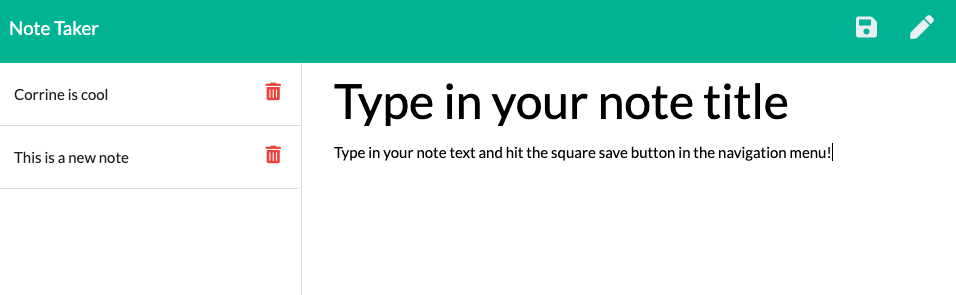 Note Taker
Corrine is cool
This is a new note
Type in your note title
Type in your note text and hit the square save button in the navigation menu!